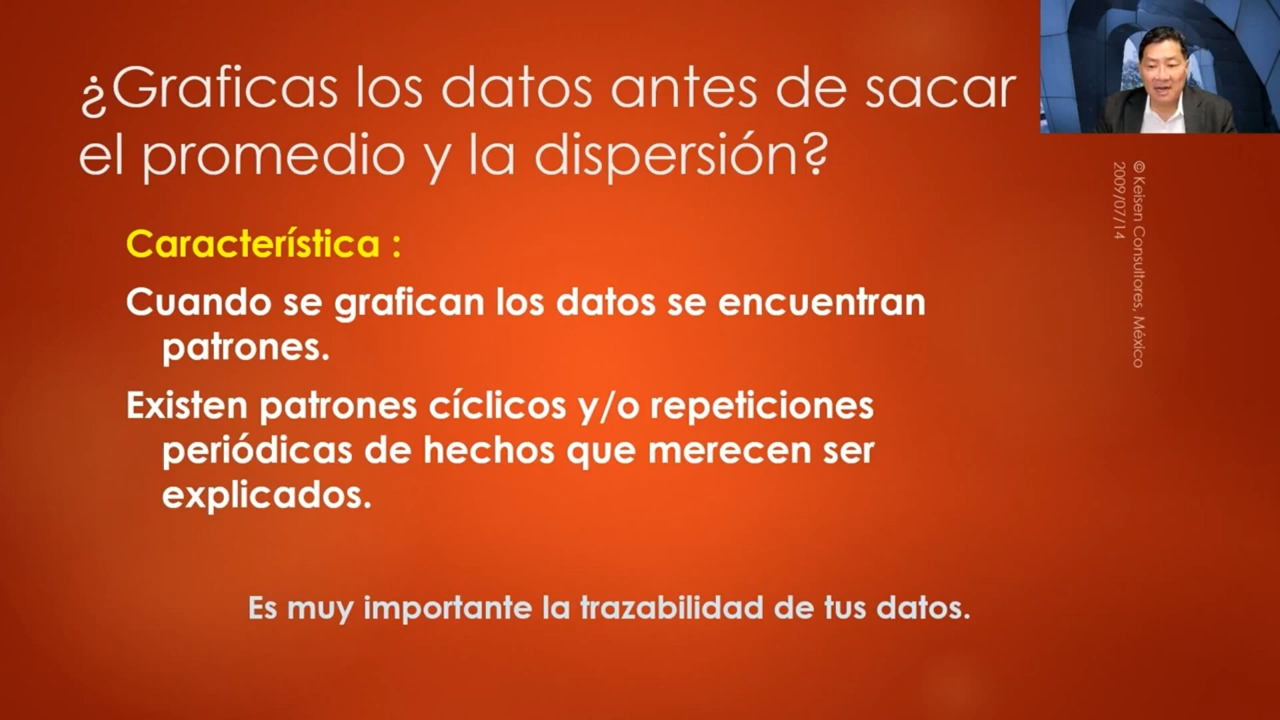 ¿Graficas los datos antes de sacar
el promedio y la dispersión?
© Keisen Consultores, México
2009/07/14
Característica :
Cuando se grafican los datos se encuentran
patrones.
Existen patrones cíclicos y/o repeticiones
periódicas de hechos que merecen ser
explicados.
Es muy importante la trazabilidad de tus datos.